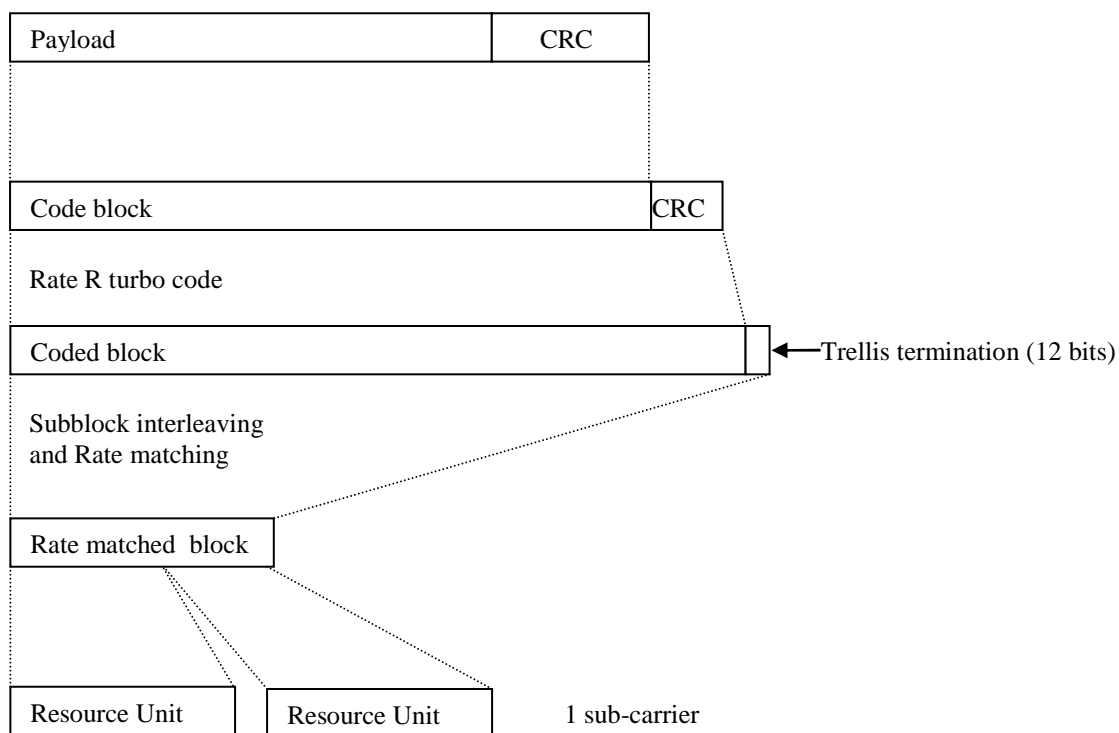 Payload CRC
Code block CRC
Rate R turbo code
Coded block
Trellis termination (12 bits)
Subblock interleaving
and Rate matching
Rate matched block
Resource Unit Resource Unit 1 sub-carrier